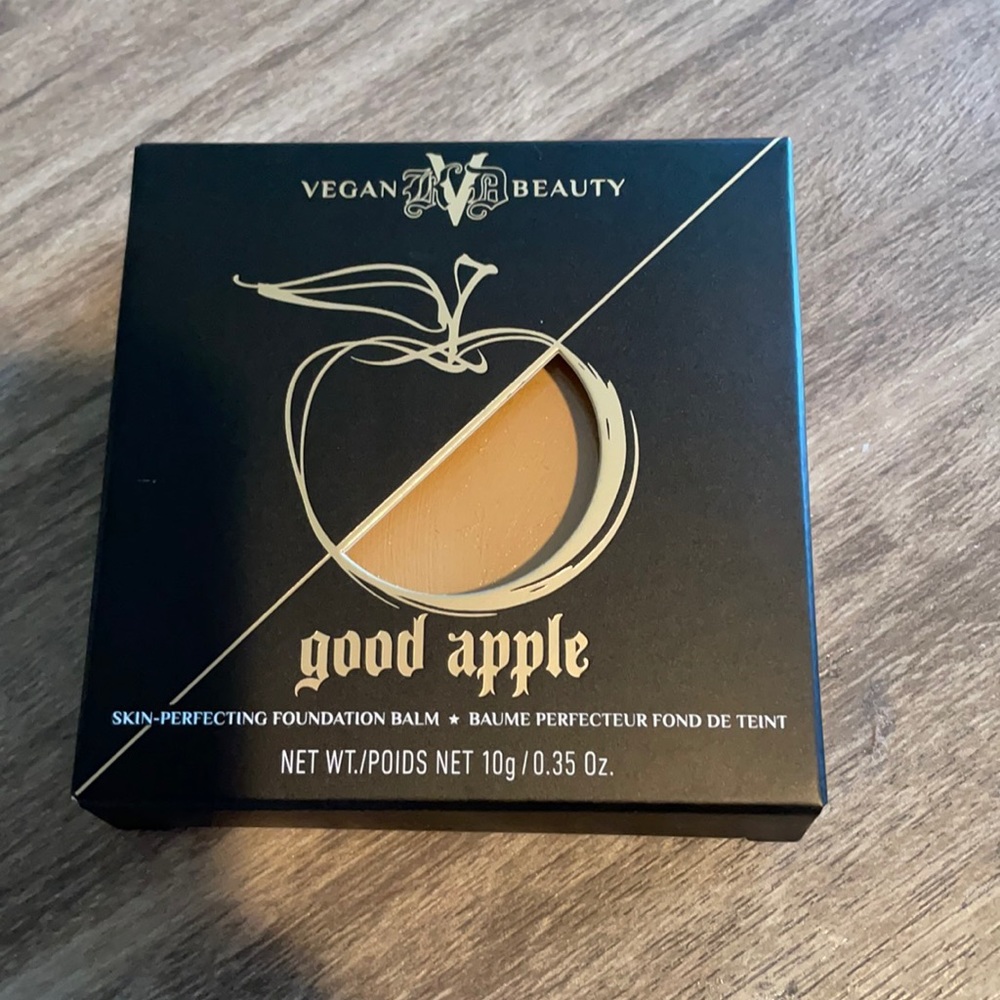 VEGAN KVD BEAUTY
good apple
SKIN-PERFECTING FOUNDATION BALM ★ BAUME PERFECTEUR FOND DE TEINT
NET WT./POIDS NET 10g/0.35 Oz.